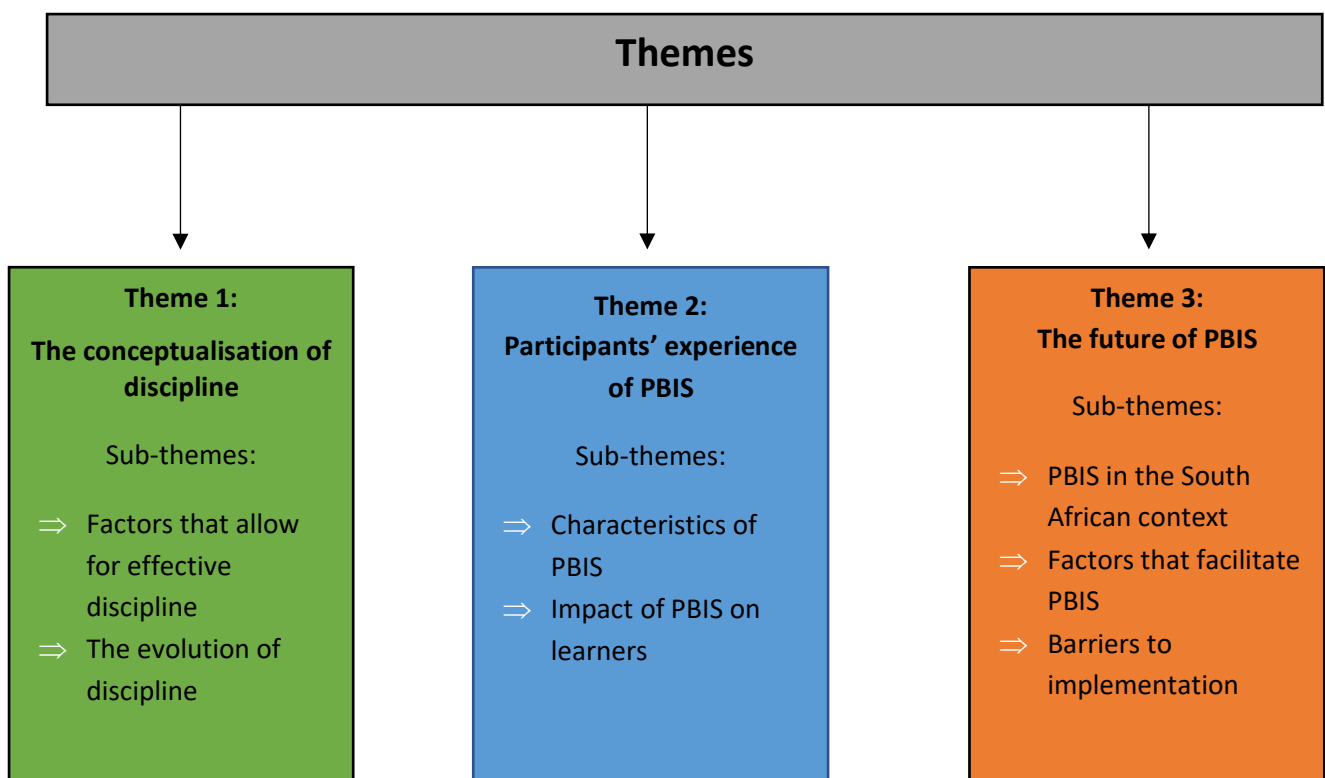 Themes
Theme 1:
The conceptualisation of
discipline
Sub-themes:
⇒ Factors that allow
for effective
discipline
⇒ The evolution of
discipline
Theme 2:
Participants’ experience
of PBIS
Sub-themes:
⇒ Characteristics of
PBIS
⇒ Impact of PBIS on
learners
Theme 3:
The future of PBIS
Sub-themes:
⇒ PBIS in the South
African context
⇒ Factors that facilitate
PBIS
⇒ Barriers to
implementation